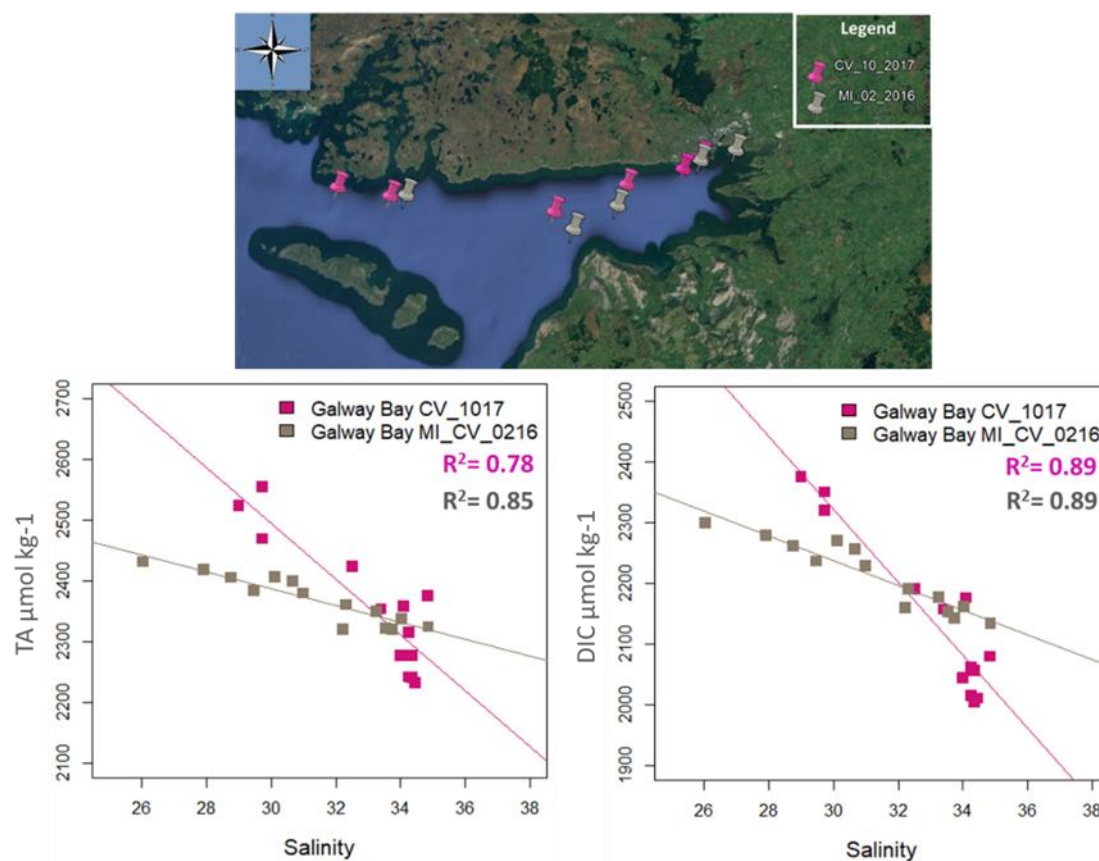 Legend
CV_10_2017
MI_02_2016
Galway Bay CV_1017
Galway Bay MI_CV_0216
R²= 0.78
R²= 0.85
TA µmol kg-1
2700
2600
2500
2400
2300
2200
2100
26 28 30 32 34 36 38
Salinity
Galway Bay CV_1017
Galway Bay MI_CV_0216
R²= 0.89
R²= 0.89
DIC µmol kg-1
2500
2400
2300
2200
2100
2000
1900
26 28 30 32 34 36 38
Salinity